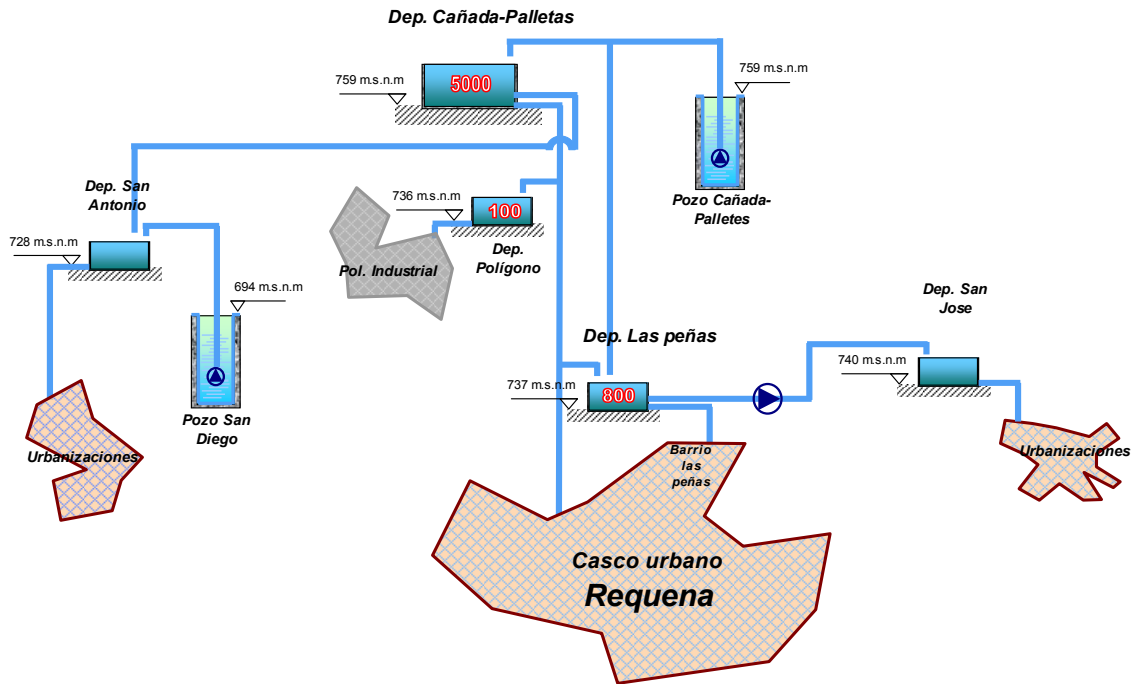 Dep. Cañada-Palletas
759 m.s.n.m
5000
759 m.s.n.m
Pozo Cañada-
Palletes
Dep. San
Antonio
728 m.s.n.m
694 m.s.n.m
Pozo San
Diego
Urbanizaciones
736 m.s.n.m
100
Dep.
Polígono
Pol. Industrial
Dep. Las peñas
737 m.s.n.m
800
Dep. San
Jose
740 m.s.n.m
Urbanizaciones
Barrio
las
peñas
Casco urbano
Requena